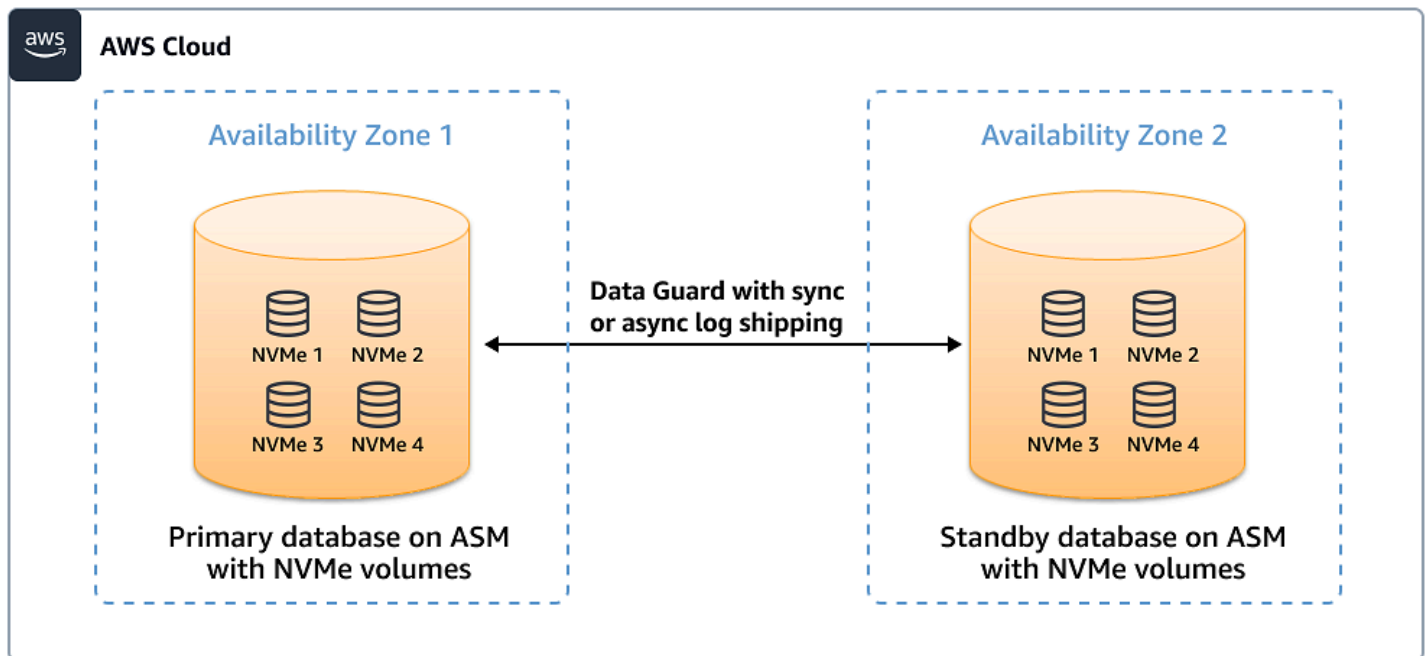 aws
AWS Cloud
Availability Zone 1
NVMe 1 NVMe 2
NVMe 3 NVMe 4
Primary database on ASM
with NVMe volumes
Data Guard with sync
or async log shipping
Availability Zone 2
NVMe 1 NVMe 2
NVMe 3 NVMe 4
Standby database on ASM
with NVMe volumes